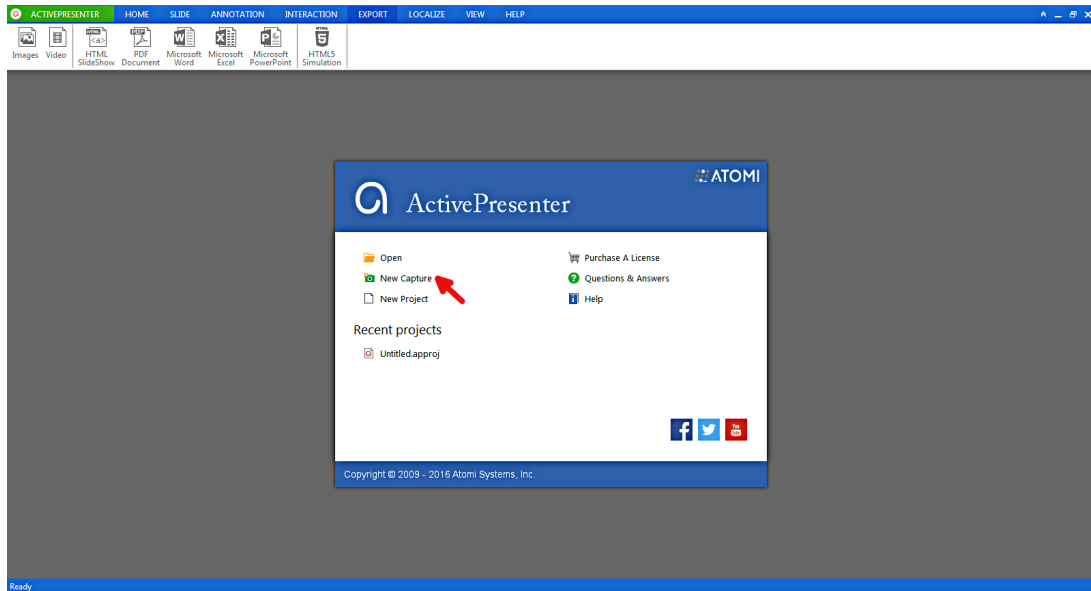 ACTIVEPRESENTER HOME SLIDE ANNOTATION INTERACTION EXPORT LOCALIZE VIEW HELP
Images Video HTML SlideShow PDF Document Microsoft Word Microsoft Excel Microsoft PowerPoint HTML5 Simulation
ATOMI
ActivePresenter
Open
Purchase A License
New Capture
Questions & Answers
New Project
Help
Recent projects
Untitled.approj
Copyright © 2009 - 2016 Atomi Systems, Inc.
Ready